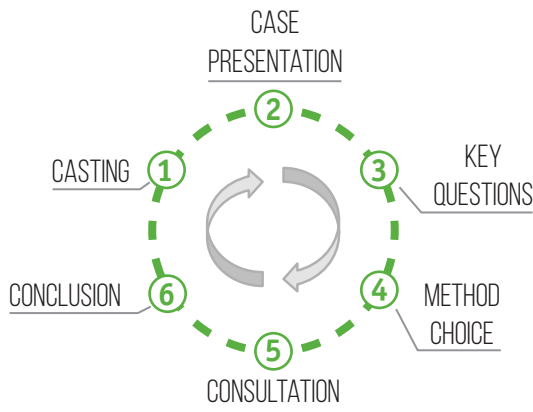 CASE
PRESENTATION
2
CASTING
1
3
KEY
QUESTIONS
CONCLUSION
6
4
METHOD
CHOICE
5
CONSULTATION